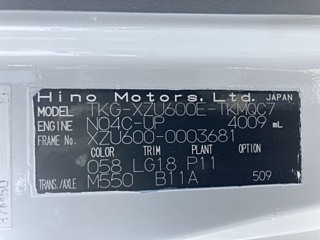 Hino Motors, Ltd. JAPAN
MODEL TKG-XZU600E-TKMQC7
ENGINE N04C-UP 4009 mL
FRAME No. XZU600-0003681
COLOR TRIM PLANT OPTION
058 LG18 P11
TRANS./AXLE M550 B11A 509